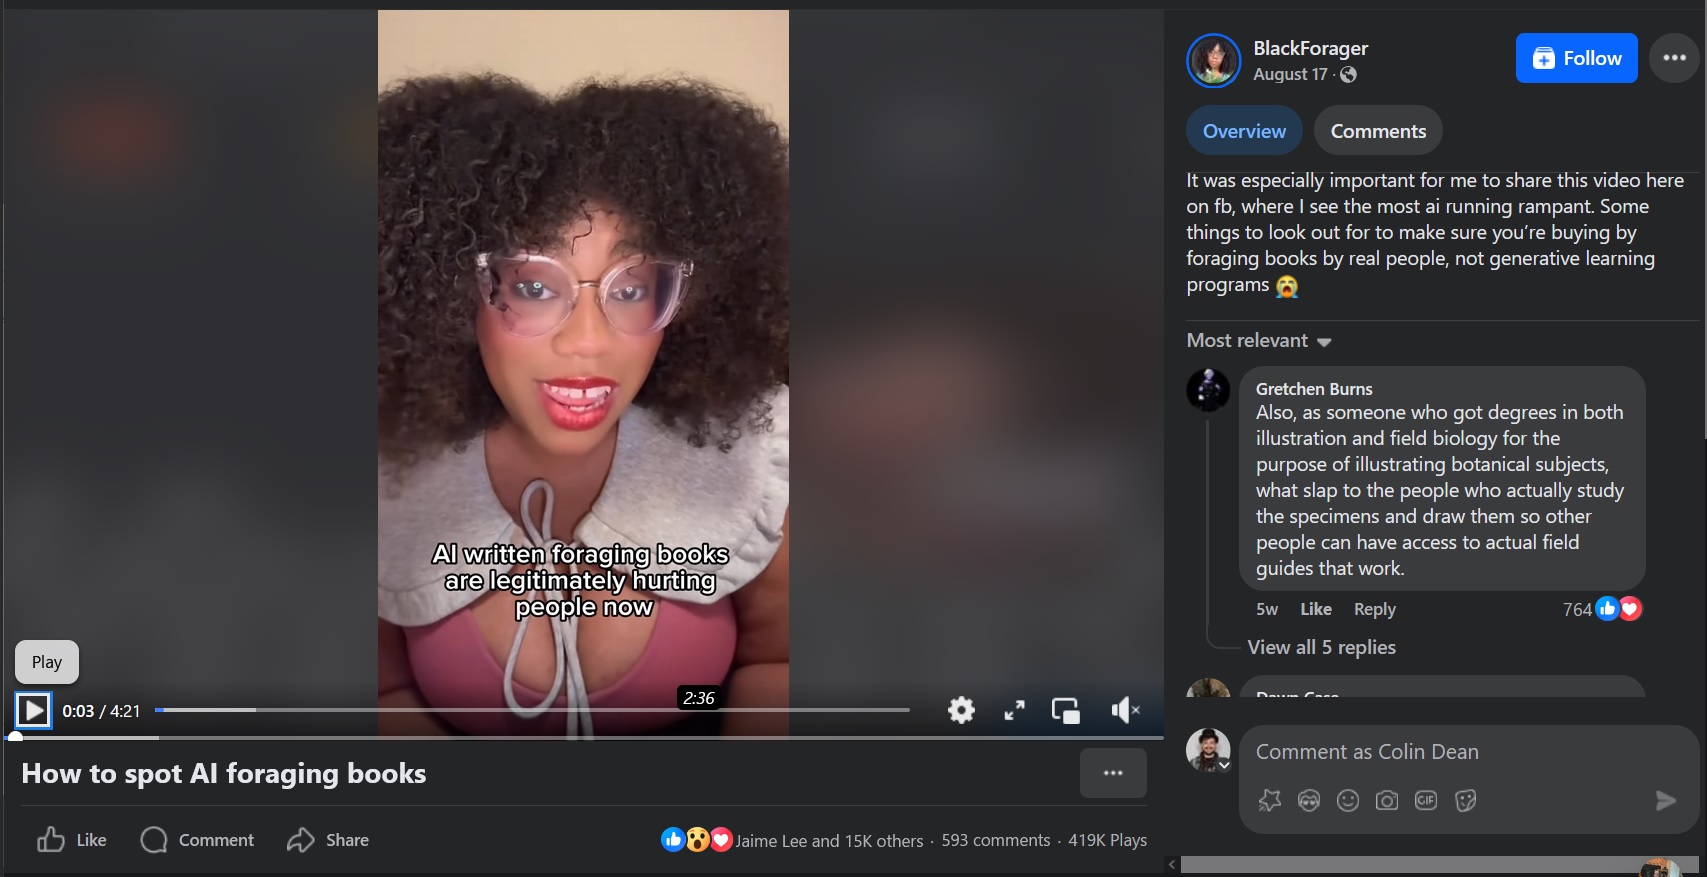 AI written foraging books
are legitimately hurting
people now
Play
0:03 / 4:21
2:36
How to spot AI foraging books
Like
Comment
Share
Jaime Lee and 15K others · 593 comments · 419K Plays
BlackForager
August 17 ·
Follow
Overview
Comments
It was especially important for me to share this video here
on fb, where I see the most ai running rampant. Some
things to look out for to make sure you’re buying by
foraging books by real people, not generative learning
programs
Most relevant
Gretchen Burns
Also, as someone who got degrees in both
illustration and field biology for the
purpose of illustrating botanical subjects,
what slap to the people who actually study
the specimens and draw them so other
people can have access to actual field
guides that work.
5w Like Reply 764
View all 5 replies
Dawn Case
Comment as Colin Dean
GIF